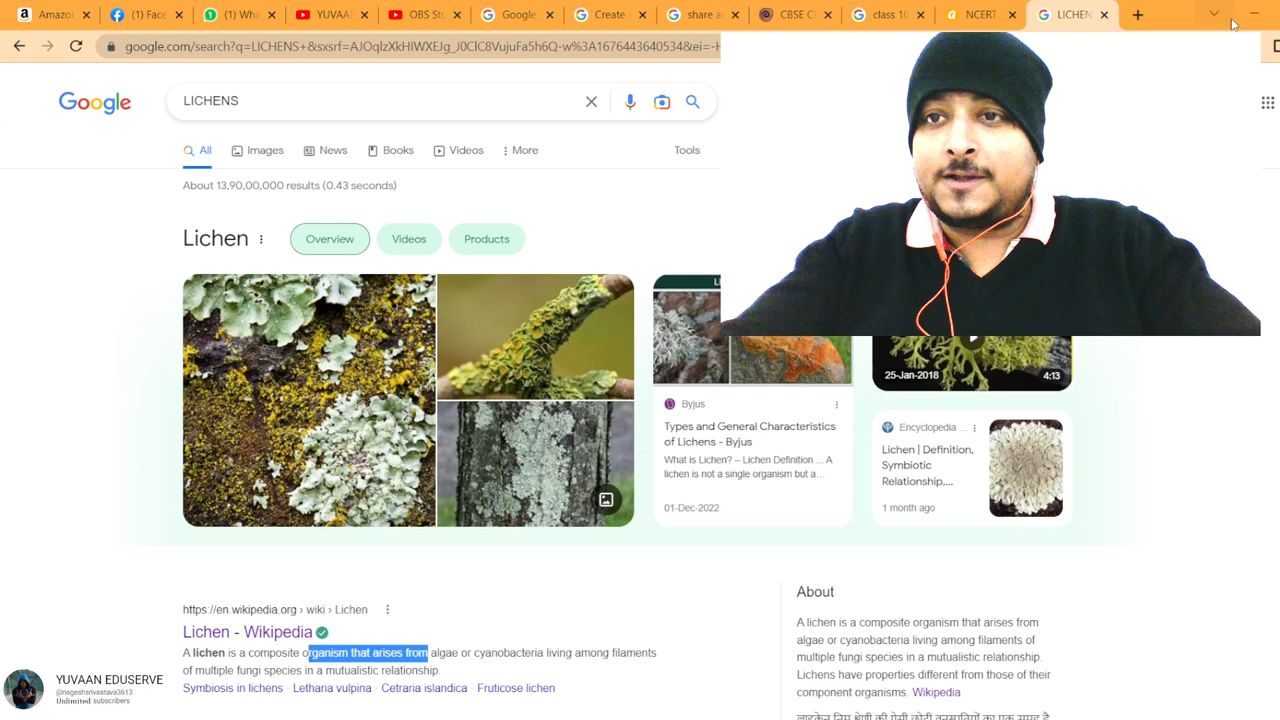 Amazon
(1) Face
(1) Wha
YUVAA
OBS Stu
Google
Create
share a
CBSE Cl
class 10
NCERT
LICHEN
google.com/search?q=LICHENS+&sxsrf=AJOqlzXkHIWXEJg_J0ClC8VujuFa5h6Q-w%3A1676443640534&ei=-H
Google
LICHENS
All
Images
News
Books
Videos
More
Tools
About 13,90,00,000 results (0.43 seconds)
Lichen
Overview
Videos
Products
25-Jan-2018
4:13
Byjus
Types and General Characteristics
of Lichens - Byjus
What is Lichen? – Lichen Definition ... A
lichen is not a single organism but a...
01-Dec-2022
Encyclopedia ...
Lichen | Definition,
Symbiotic
Relationship,...
1 month ago
https://en.wikipedia.org › wiki › Lichen
Lichen - Wikipedia
A lichen is a composite organism that arises from algae or cyanobacteria living among filaments
of multiple fungi species in a mutualistic relationship.
Symbiosis in lichens · Letharia vulpina · Cetraria islandica · Fruticose lichen
About
A lichen is a composite organism that arises from
algae or cyanobacteria living among filaments of
multiple fungi species in a mutualistic relationship.
Lichens have properties different from those of their
component organisms. Wikipedia
YUVAAN EDUSERVE
@nageshsrivastava3613
Unlimited subscribers